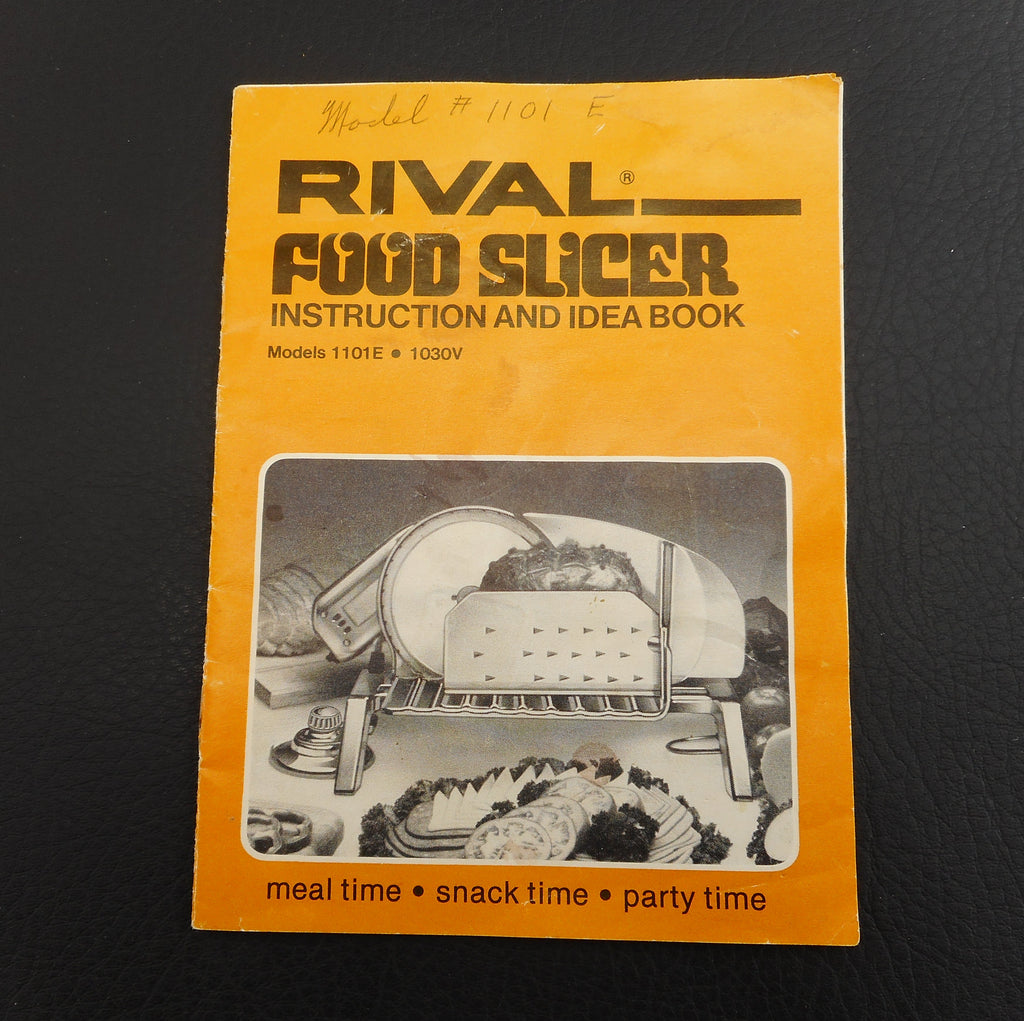 Model # 1101 E
RIVAL®
FOOD SLICER
INSTRUCTION AND IDEA BOOK
Models 1101E • 1030V
meal time • snack time • party time